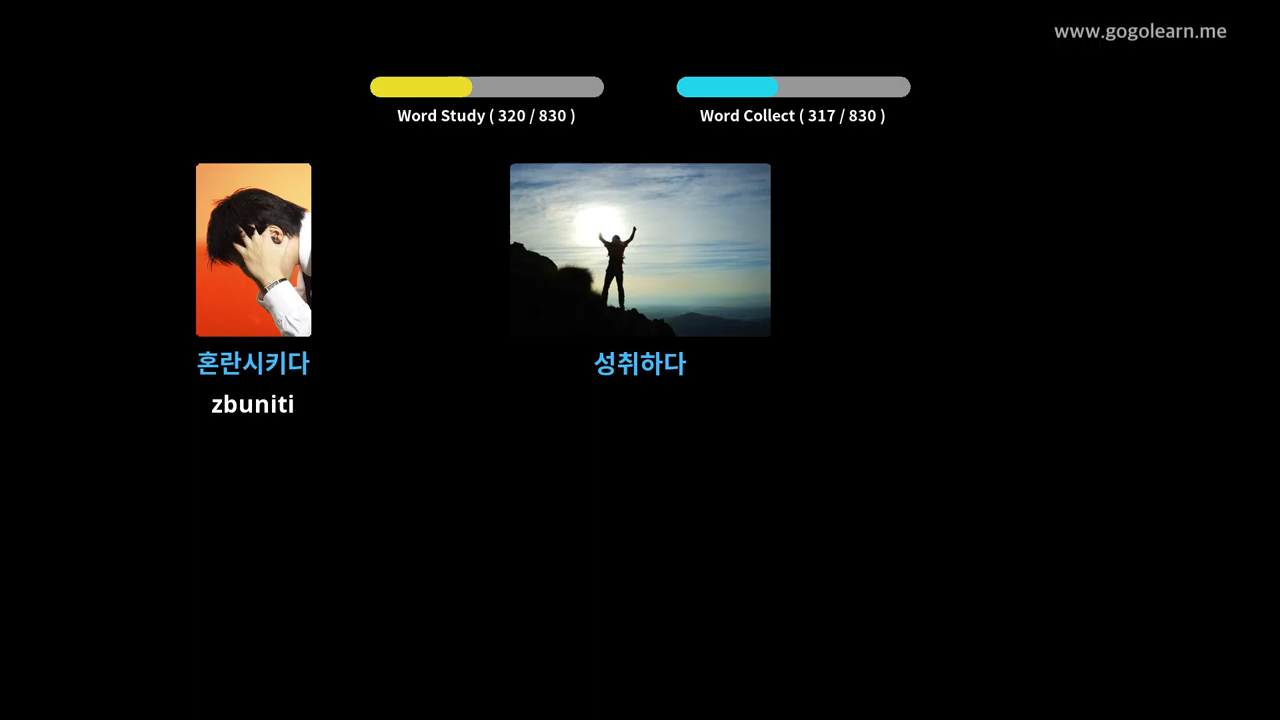 www.gogolearn.me
Word Study ( 320 / 830 )
Word Collect ( 317 / 830 )
혼란시키다
zbuniti
성취하다